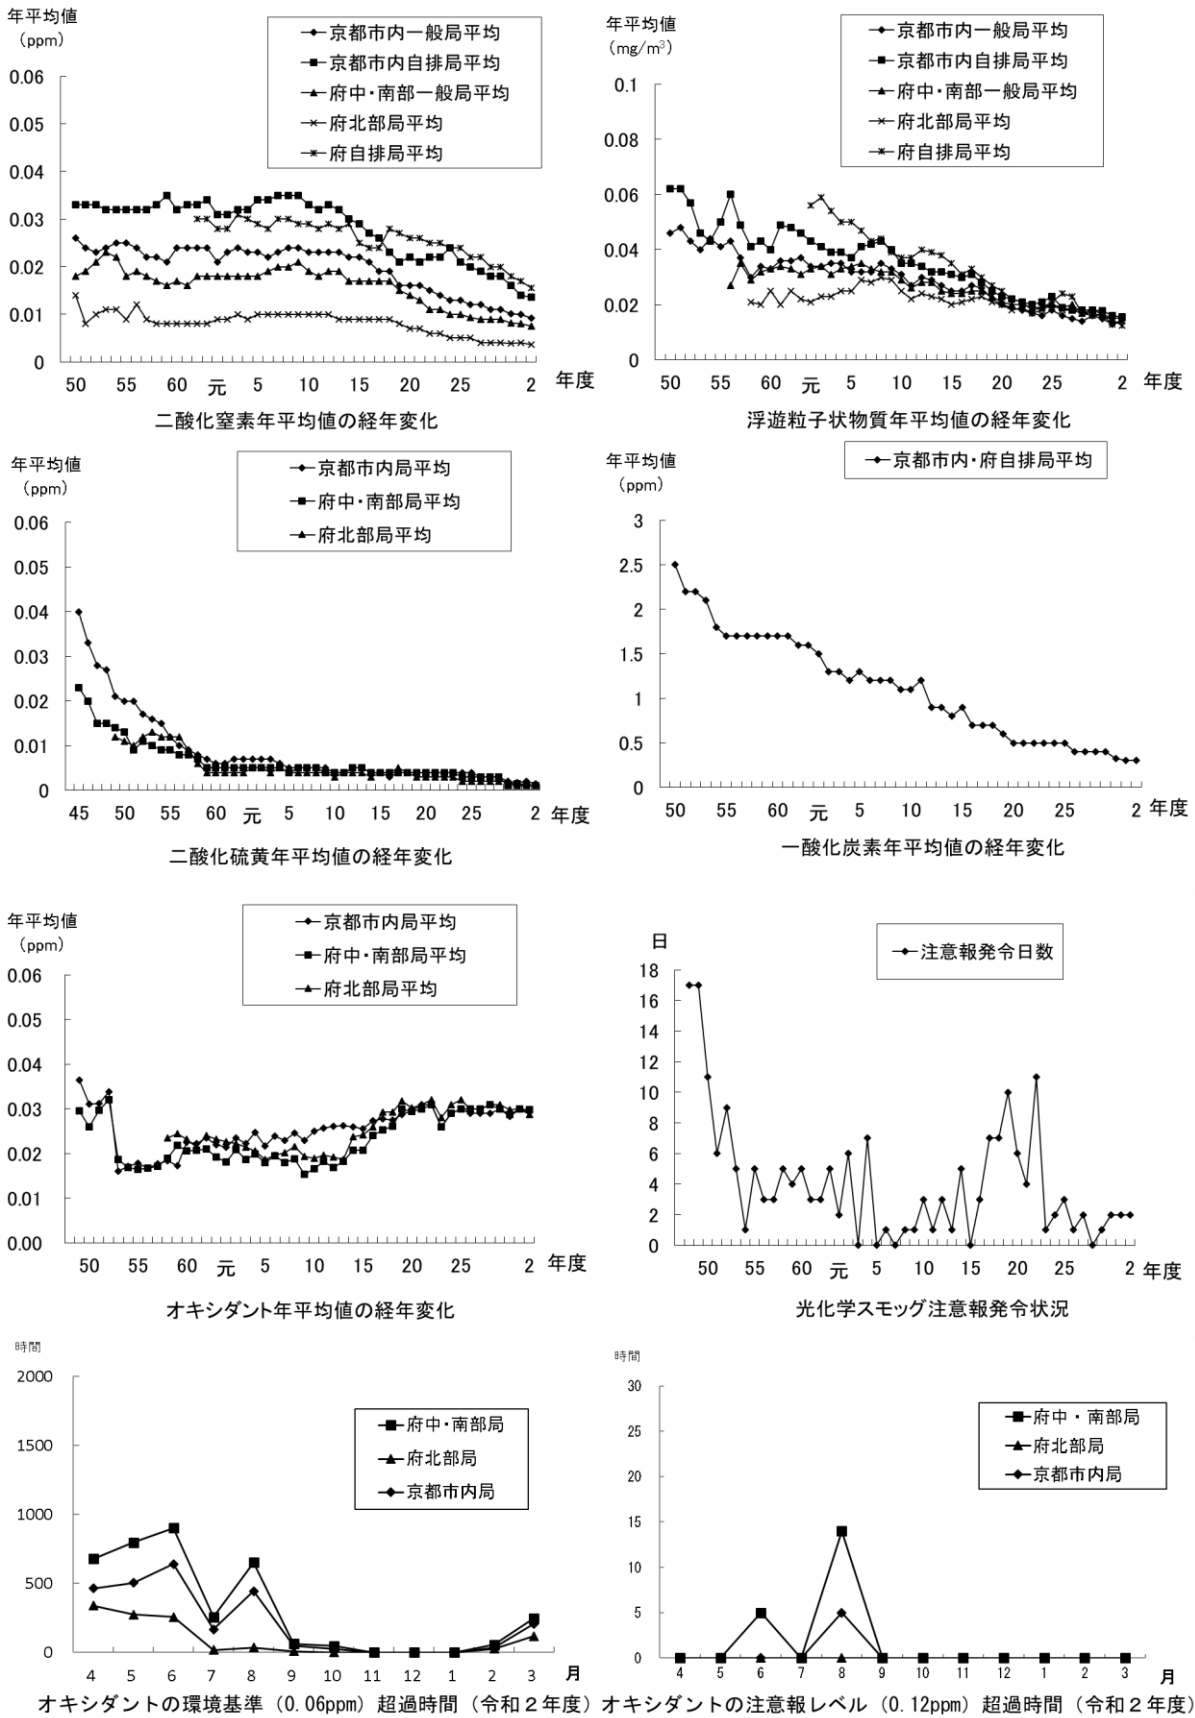 年平均値
（ppm）
京都市内一般局平均
京都市内自排局平均
府中・南部一般局平均
府北部局平均
府自排局平均
0.06
0.05
0.04
0.03
0.02
0.01
0
50 55 60 元 5 10 15 20 25 2 年度
二酸化窒素年平均値の経年変化
年平均値
（mg/m³）
京都市内一般局平均
京都市内自排局平均
府中・南部一般局平均
府北部局平均
府自排局平均
0.1
0.08
0.06
0.04
0.02
0
50 55 60 元 5 10 15 20 25 2 年度
浮遊粒子状物質年平均値の経年変化
年平均値
（ppm）
京都市内局平均
府中・南部局平均
府北部局平均
0.06
0.05
0.04
0.03
0.02
0.01
0
45 50 55 元 5 10 15 20 25 2 年度
二酸化硫黄年平均値の経年変化
年平均値
（ppm）
京都市内・府自排局平均
3
2.5
2
1.5
1
0.5
0
50 55 60 元 5 10 15 20 25 2 年度
一酸化炭素年平均値の経年変化
年平均値
（ppm）
京都市内局平均
府中・南部局平均
府北部局平均
0.06
0.05
0.04
0.03
0.02
0.01
0.00
50 55 60 元 5 10 15 20 25 2 年度
オキシダント年平均値の経年変化
日
注意報発令日数
18
16
14
12
10
8
6
4
2
0
50 55 60 元 5 10 15 20 25 2 年度
光化学スモッグ注意報発令状況
時間
府中・南部局
府北部局
京都市内局
2000
1500
1000
500
0
4 5 6 7 8 9 10 11 12 1 2 3 月
オキシダントの環境基準（0.06ppm）超過時間（令和２年度）
時間
府中・南部局
府北部局
京都市内局
30
25
20
15
10
5
0
4 5 6 7 8 9 10 11 12 1 2 3 月
オキシダントの注意報レベル（0.12ppm）超過時間（令和２年度）